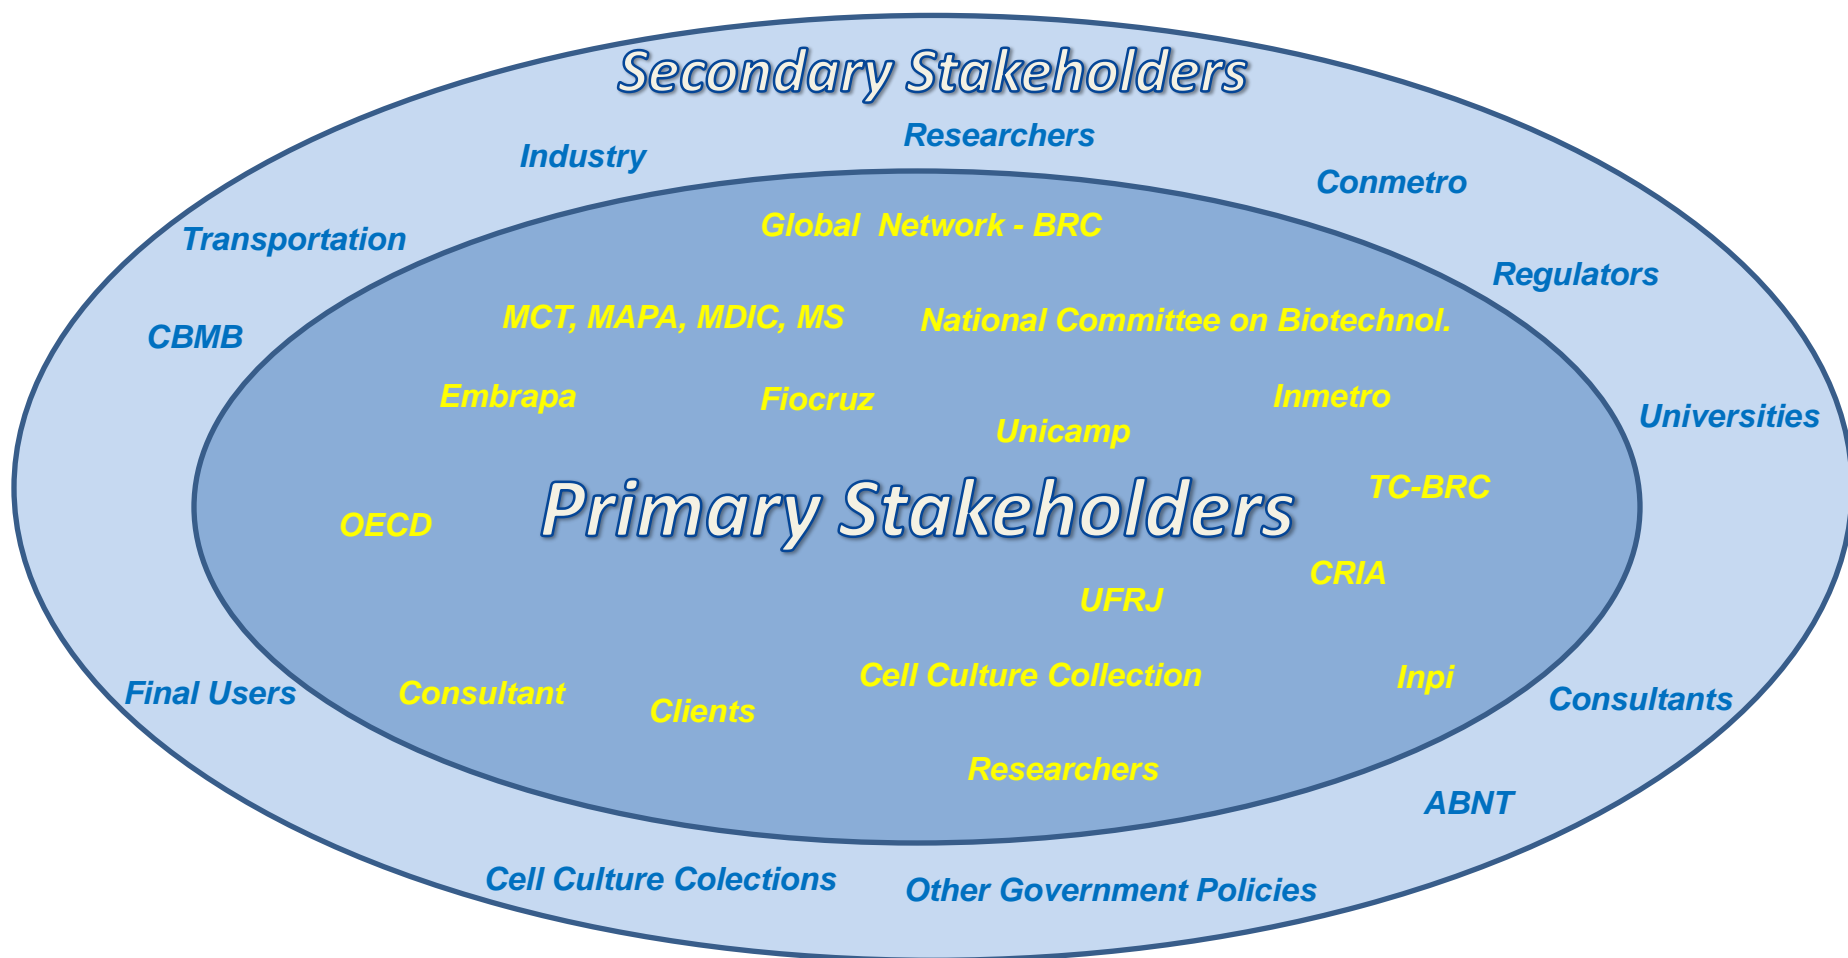 Secondary Stakeholders
Researchers
Industry
Conmetro
Transportation
Global Network - BRC
Regulators
MCT, MAPA, MDIC, MS
National Committee on Biotechnol.
CBMB
Embrapa
Fiocruz
Inmetro
Unicamp
Universities
TC-BRC
Primary Stakeholders
OECD
CRIA
UFRJ
Cell Culture Collection
Inpi
Final Users
Consultant
Clients
Consultants
Researchers
ABNT
Cell Culture Colections
Other Government Policies